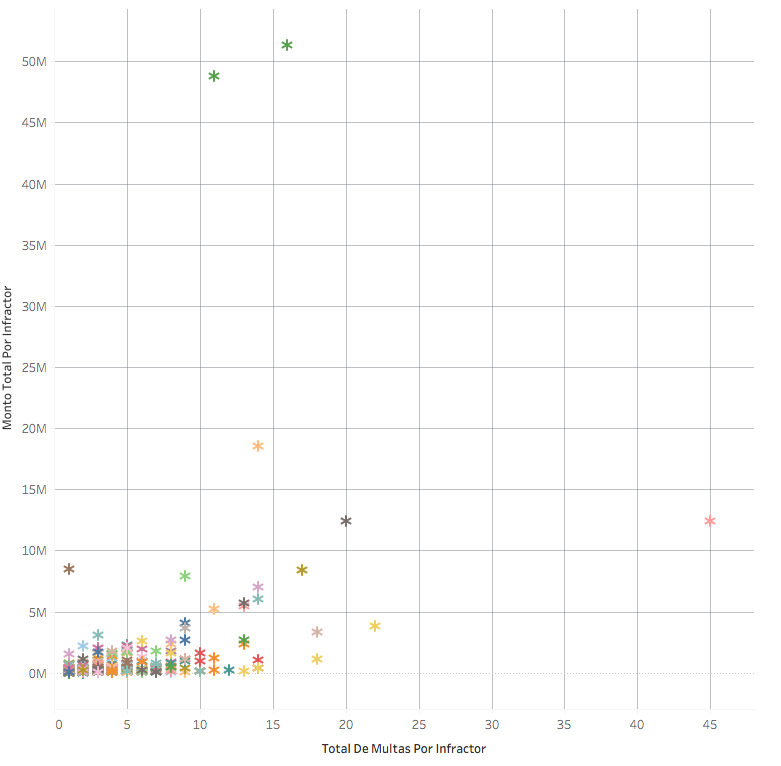 50M
45M
40M
35M
30M
25M
20M
15M
10M
5M
0M
Monto Total Por Infractor
0 5 10 15 20 25 30 35 40 45
Total De Multas Por Infractor